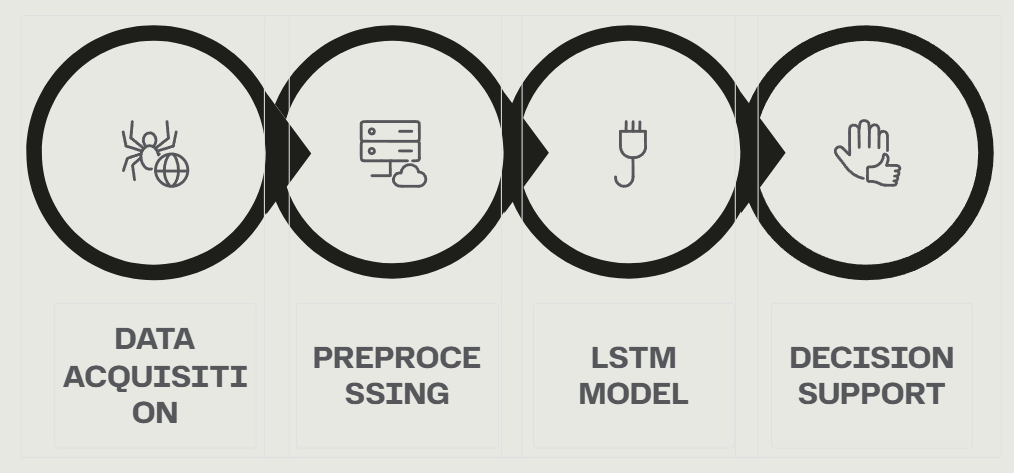 DATA
ACQUISITI
ON
PREPROCE
SSING
LSTM
MODEL
DECISION
SUPPORT